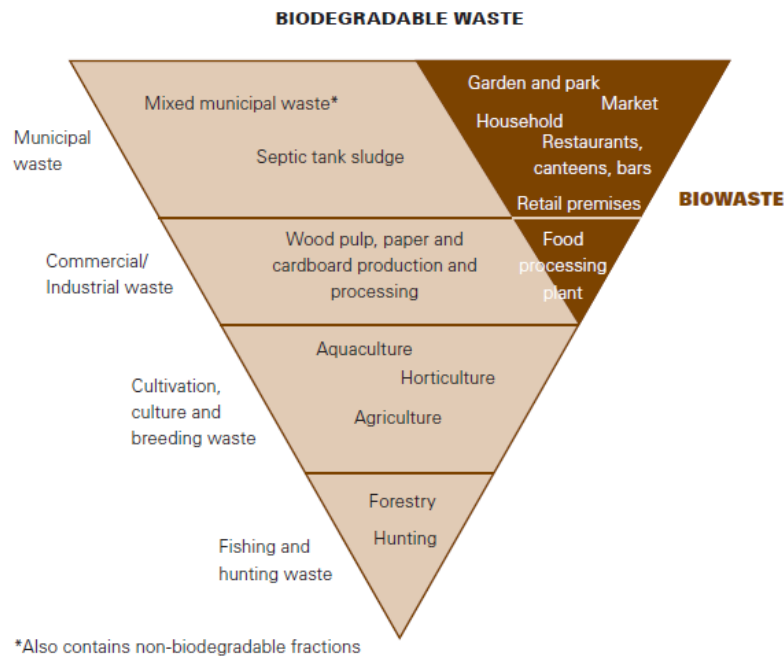 BIODEGRADABLE WASTE
Municipal
waste
Mixed municipal waste*
Septic tank sludge
Garden and park
Market
Household
Restaurants,
canteens, bars
Retail premises
BIOWASTE
Commercial/
Industrial waste
Wood pulp, paper and
cardboard production and
processing
Food
processing
plant
Cultivation,
culture and
breeding waste
Aquaculture
Horticulture
Agriculture
Fishing and
hunting waste
Forestry
Hunting
*Also contains non-biodegradable fractions